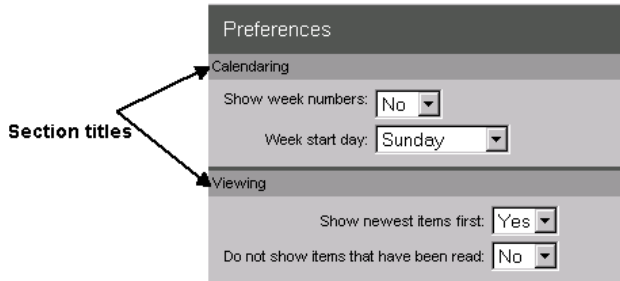 Preferences
Calendaring
Show week numbers: No
Section titles
Week start day: Sunday
Viewing
Show newest items first: Yes
Do not show items that have been read: No